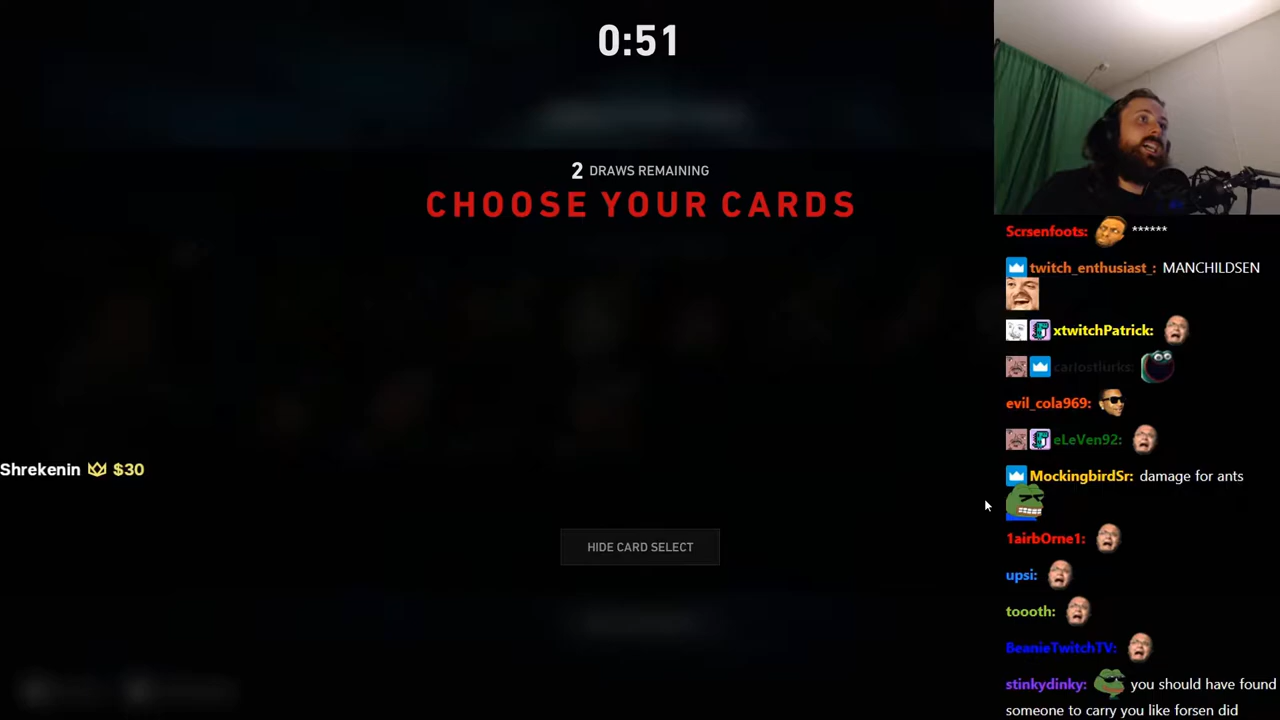 0:51
2 DRAWS REMAINING
CHOOSE YOUR CARDS
Shrekenin $30
HIDE CARD SELECT
Scrsenfoots: ******
twitch_enthusiast_: MANCHILDSEN
xtwitchPatrick:
carlostlurks:
evil_cola969:
eLeVen92:
MockingbirdSr: damage for ants
1airbOrne1:
upsi:
toooth:
BeanieTwitchTV:
stinkydinky: you should have found
someone to carry you like forsen did